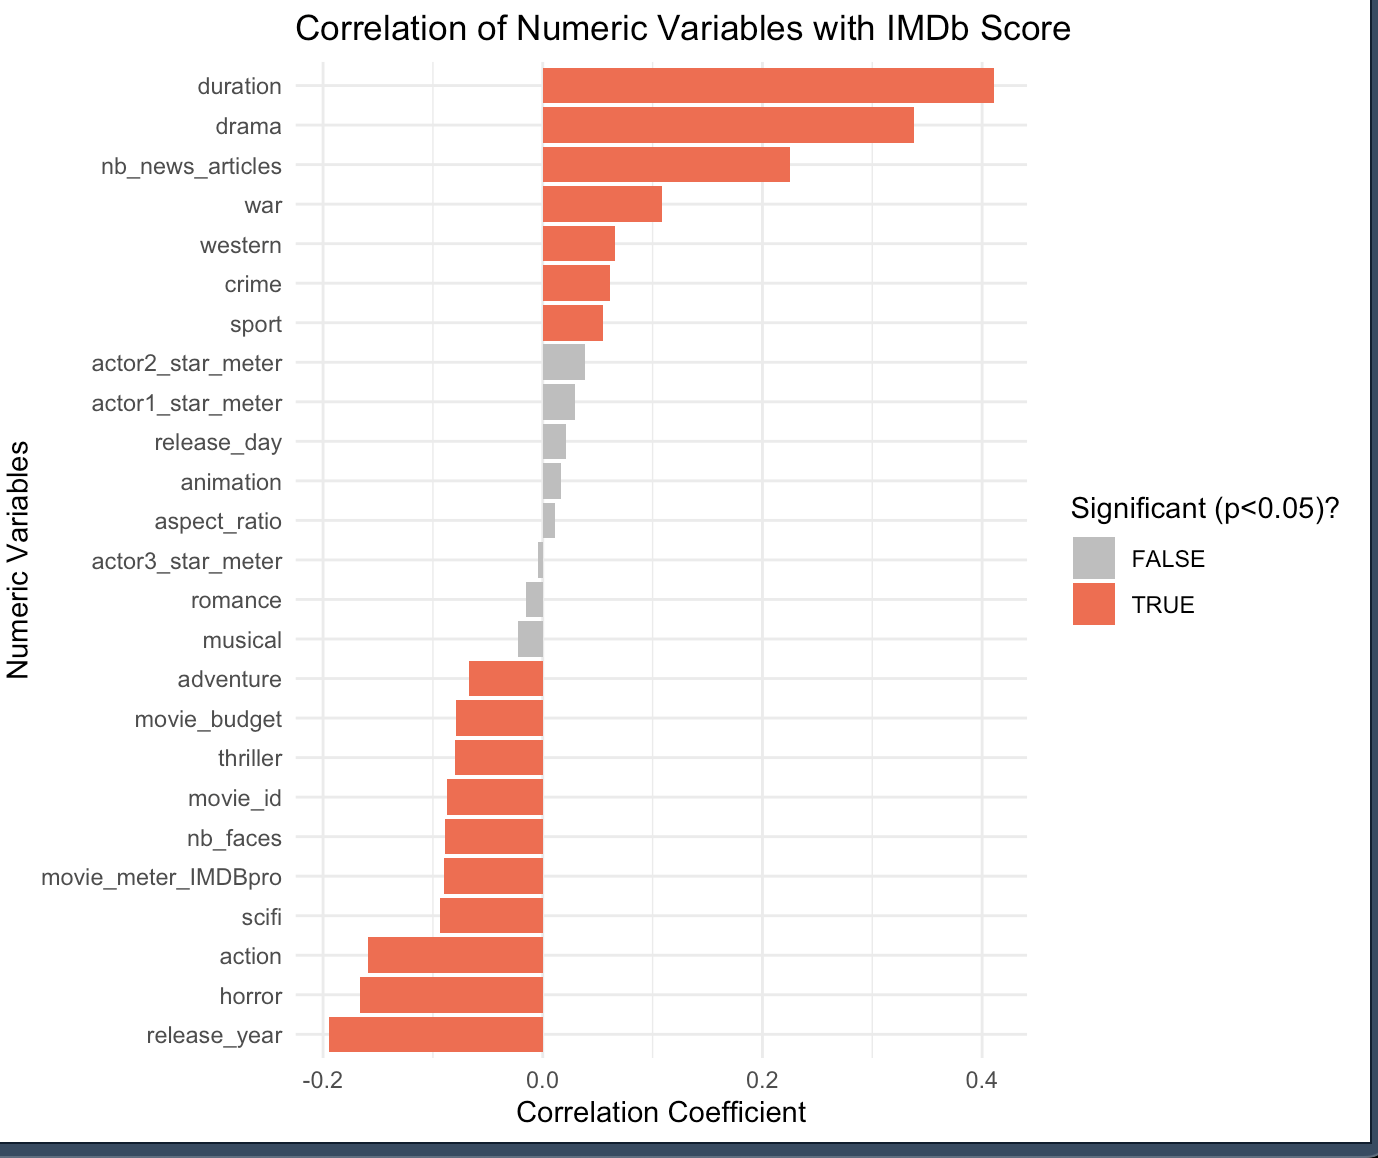 Correlation of Numeric Variables with IMDb Score
duration
drama
nb_news_articles
war
western
crime
sport
actor2_star_meter
actor1_star_meter
release_day
animation
aspect_ratio
actor3_star_meter
romance
musical
adventure
movie_budget
thriller
movie_id
nb_faces
movie_meter_IMDBpro
scifi
action
horror
release_year
Numeric Variables
-0.2 0.0 0.2 0.4
Correlation Coefficient
Significant (p<0.05)?
FALSE
TRUE